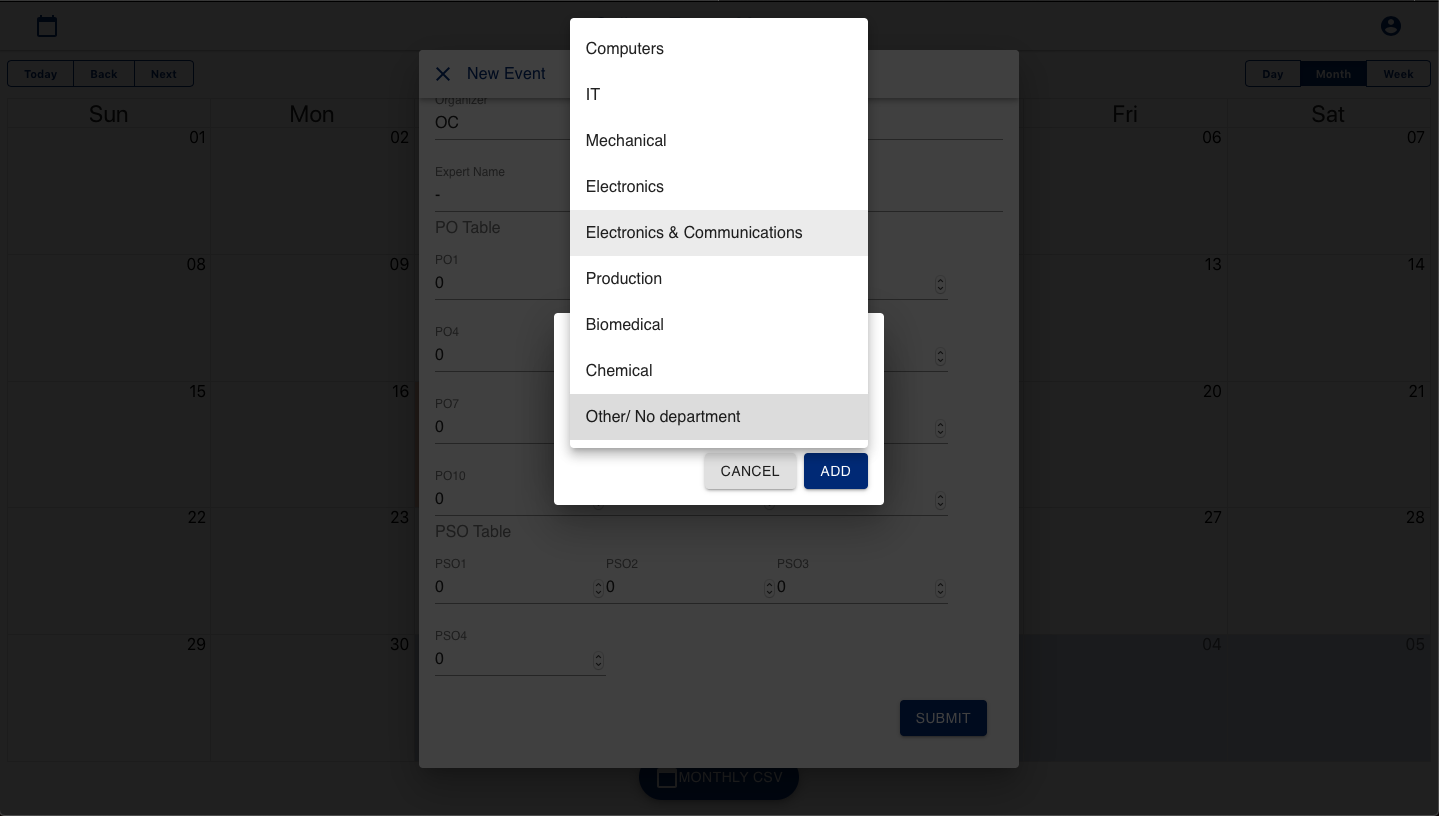 Today Back Next
Day Month Week
New Event
Sun Mon Fri Sat
01 02 06 07
08 09 13 14
15 16 20 21
22 23 27 28
29 30 04 05
Organizer
OC
Expert Name
-
PO Table
PO1
0
PO4
0
PO7
0
PO10
0
PSO Table
PSO1 PSO2 PSO3
0 0 0
PSO4
0
SUBMIT
MONTHLY CSV
Computers
IT
Mechanical
Electronics
Electronics & Communications
Production
Biomedical
Chemical
Other/ No department
CANCEL ADD